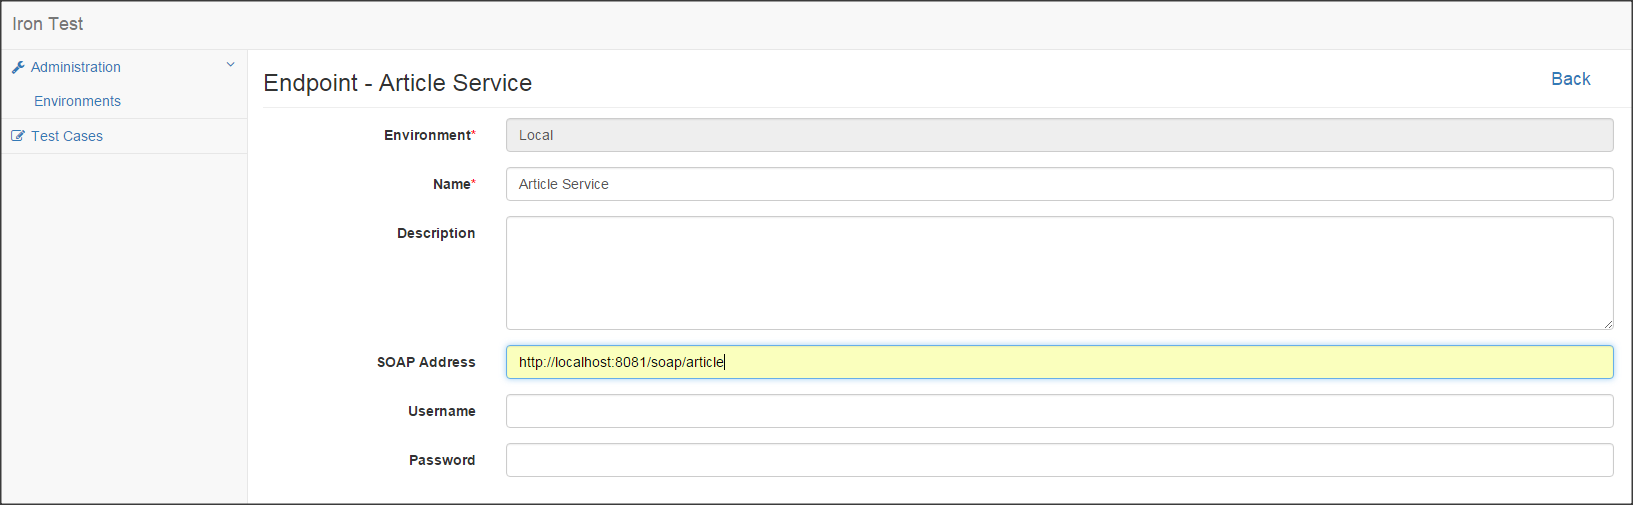 Iron Test
Administration
Environments
Test Cases
Endpoint - Article Service
Back
Environment*
Local
Name*
Article Service
Description
SOAP Address
http://localhost:8081/soap/article
Username
Password